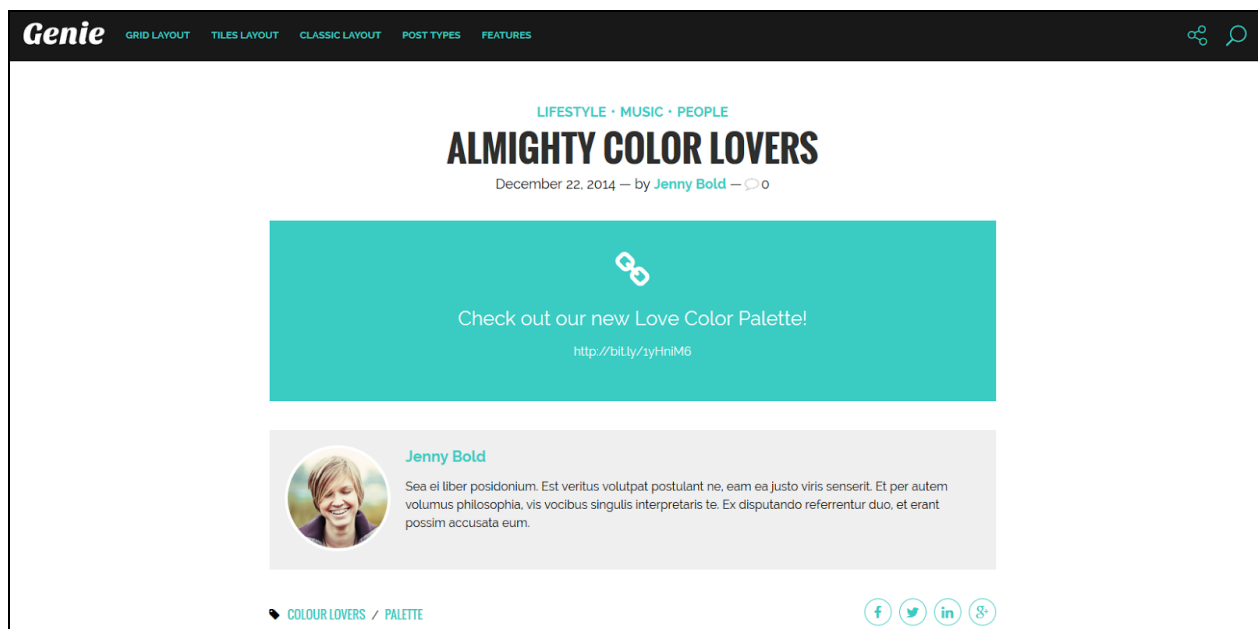 Genie GRID LAYOUT TILES LAYOUT CLASSIC LAYOUT POST TYPES FEATURES
LIFESTYLE • MUSIC • PEOPLE
ALMIGHTY COLOR LOVERS
December 22, 2014 — by Jenny Bold — 0
Check out our new Love Color Palette!
http://bit.ly/1yHniM6
Jenny Bold
Sea ei liber posidonium. Est veritus volutpat postulant ne, eam ea justo viris senserit. Et per autem
volumus philosophia, vis vocibus singulis interpretaris te. Ex disputando referrentur duo, et erant
possim accusata eum.
COLOUR LOVERS / PALETTE